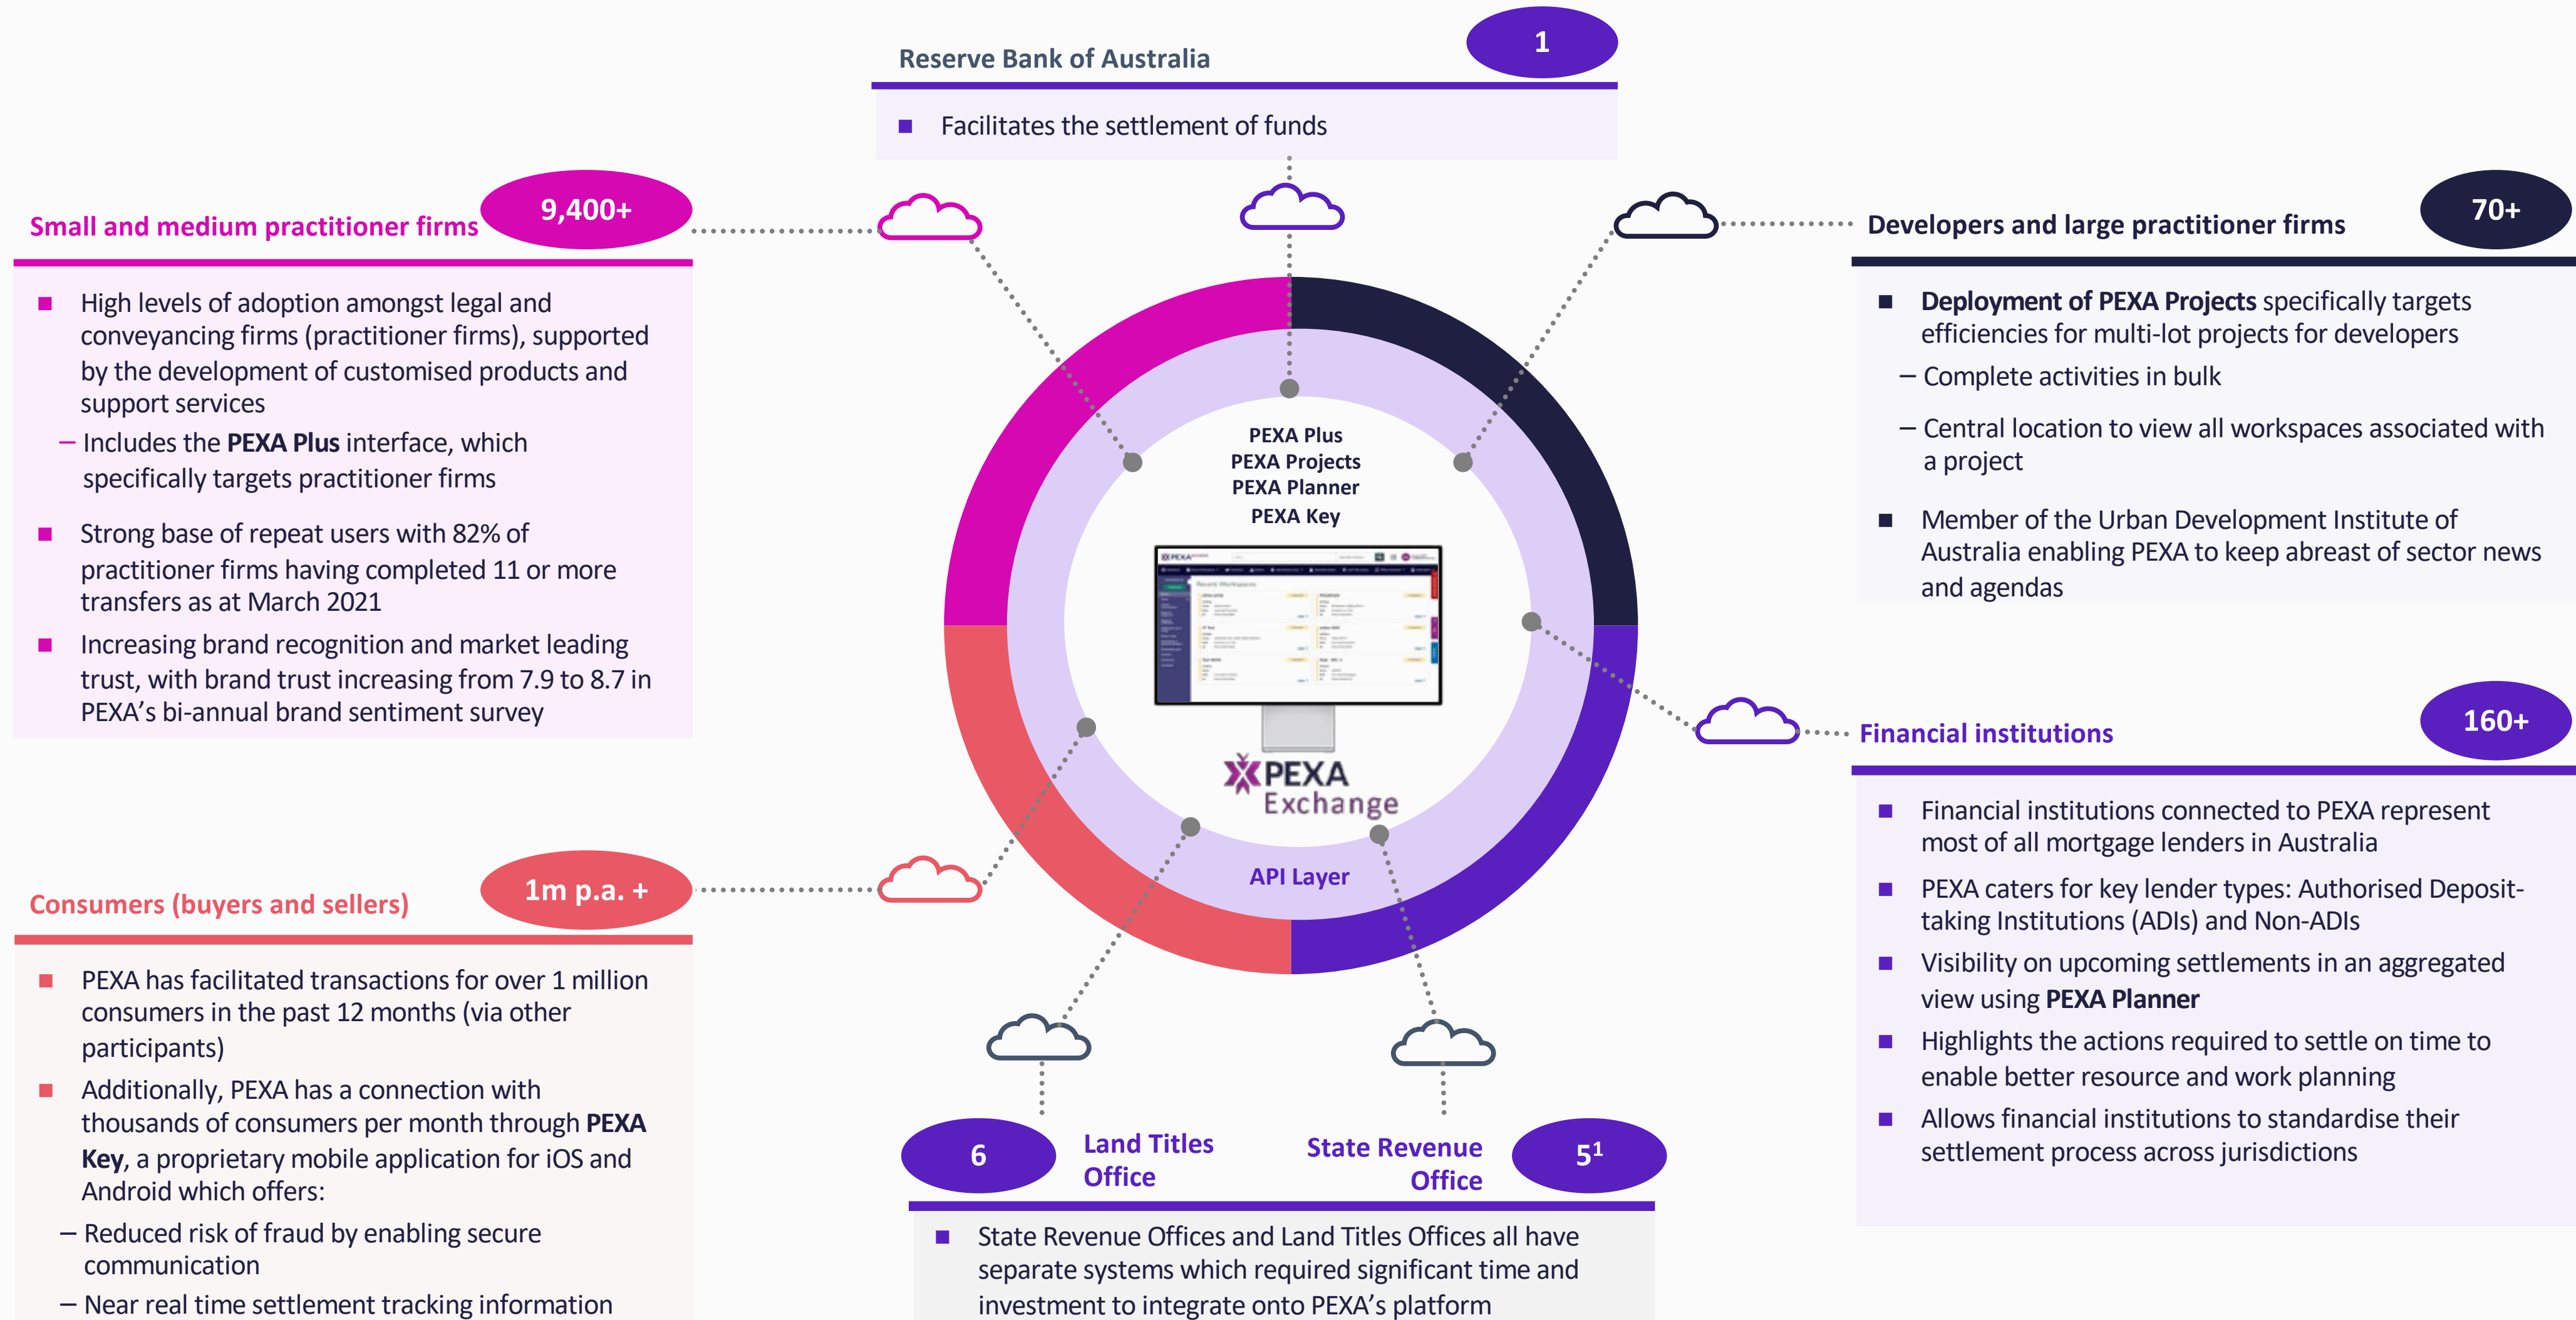 Reserve Bank of Australia
1
Facilitates the settlement of funds
Small and medium practitioner firms
9,400+
High levels of adoption amongst legal and
conveyancing firms (practitioner firms), supported
by the development of customised products and
support services
– Includes the PEXA Plus interface, which
specifically targets practitioner firms
Strong base of repeat users with 82% of
practitioner firms having completed 11 or more
transfers as at March 2021
Increasing brand recognition and market leading
trust, with brand trust increasing from 7.9 to 8.7 in
PEXA's bi-annual brand sentiment survey
Developers and large practitioner firms
70+
Deployment of PEXA Projects specifically targets
efficiencies for multi-lot projects for developers
– Complete activities in bulk
– Central location to view all workspaces associated with
a project
Member of the Urban Development Institute of
Australia enabling PEXA to keep abreast of sector news
and agendas
PEXA Plus
PEXA Projects
PEXA Planner
PEXA Key
PEXA
Recent Workspaces
PEXA
Exchange
API Layer
Financial institutions
160+
Financial institutions connected to PEXA represent
most of all mortgage lenders in Australia
PEXA caters for key lender types: Authorised Deposit-
taking Institutions (ADIs) and Non-ADIs
Visibility on upcoming settlements in an aggregated
view using PEXA Planner
Highlights the actions required to settle on time to
enable better resource and work planning
Allows financial institutions to standardise their
settlement process across jurisdictions
Consumers (buyers and sellers)
1m p.a. +
PEXA has facilitated transactions for over 1 million
consumers in the past 12 months (via other
participants)
Additionally, PEXA has a connection with
thousands of consumers per month through PEXA
Key, a proprietary mobile application for iOS and
Android which offers:
– Reduced risk of fraud by enabling secure
communication
– Near real time settlement tracking information
6
Land Titles
Office
State Revenue
Office
5¹
State Revenue Offices and Land Titles Offices all have
separate systems which required significant time and
investment to integrate onto PEXA's platform